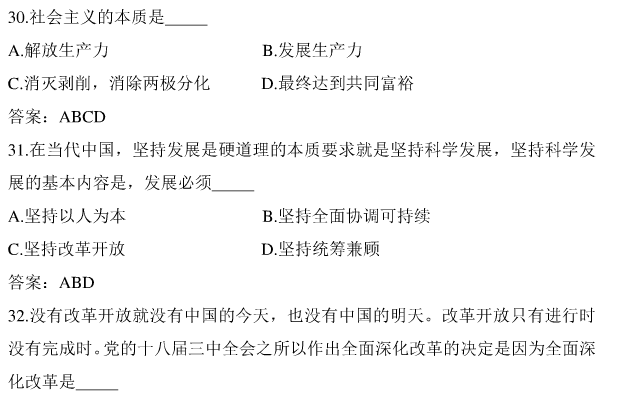 30.社会主义的本质是_____
A.解放生产力 B.发展生产力
C.消灭剥削，消除两极分化 D.最终达到共同富裕
答案：ABCD
31.在当代中国，坚持发展是硬道理的本质要求就是坚持科学发展，坚持科学发
展的基本内容是，发展必须_____
A.坚持以人为本 B.坚持全面协调可持续
C.坚持改革开放 D.坚持统筹兼顾
答案：ABD
32.没有改革开放就没有中国的今天，也没有中国的明天。改革开放只有进行时
没有完成时。党的十八届三中全会之所以作出全面深化改革的决定是因为全面深
化改革是_____